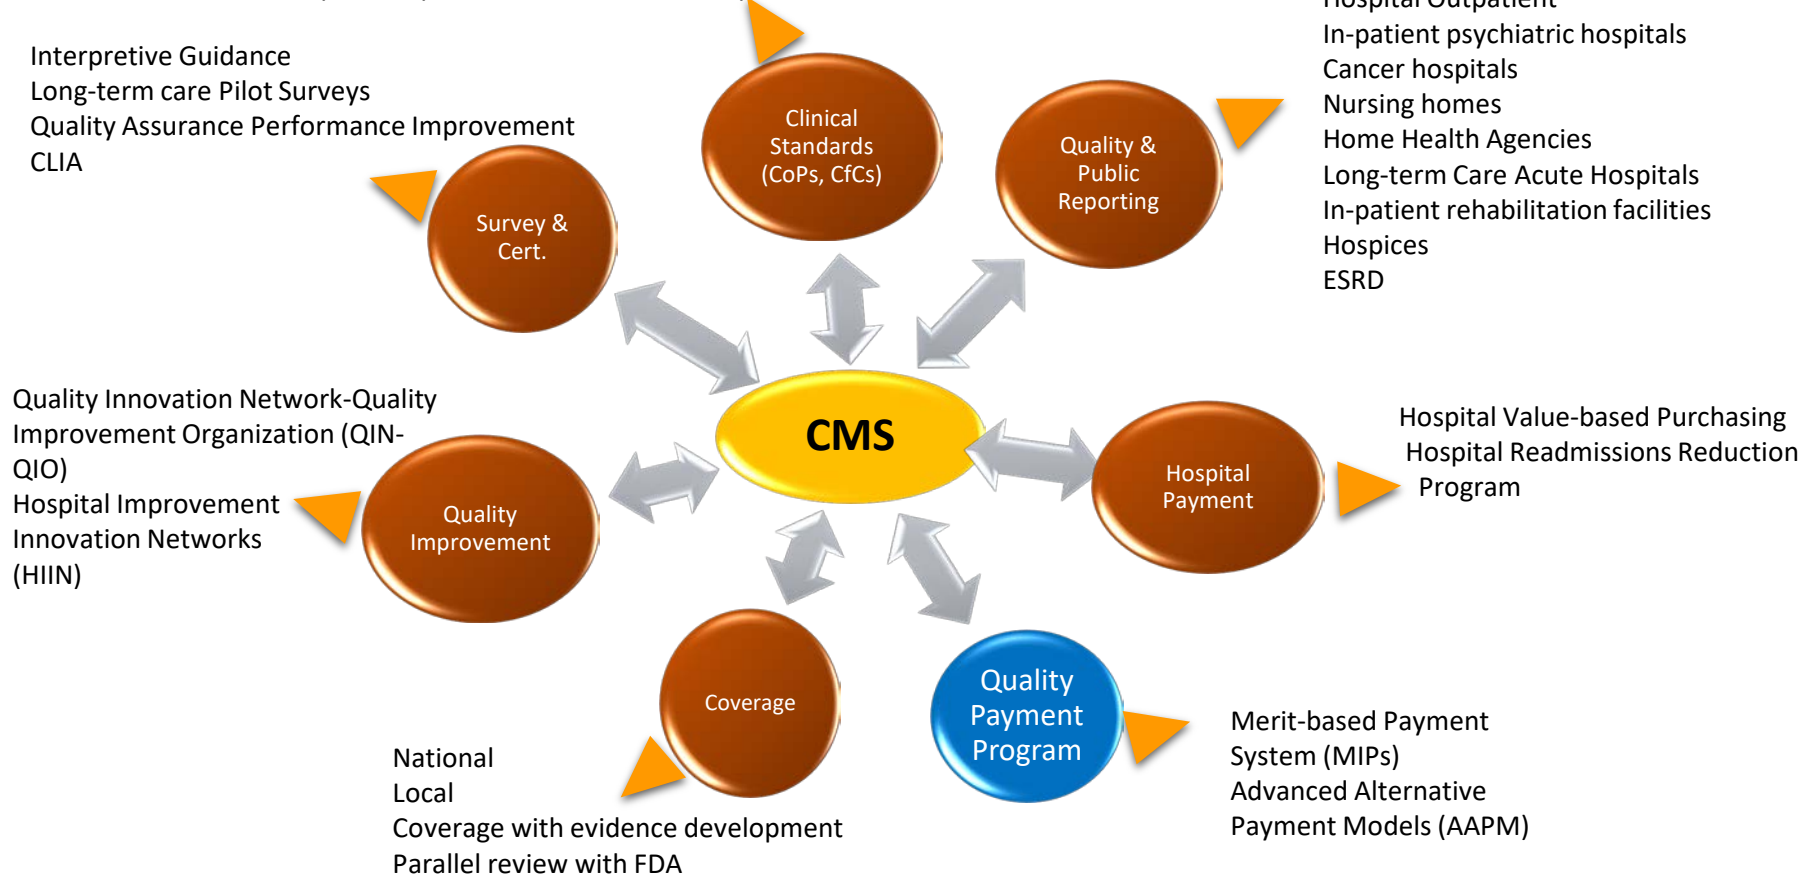 Hospital Outpatient
In-patient psychiatric hospitals
Cancer hospitals
Nursing homes
Home Health Agencies
Long-term Care Acute Hospitals
In-patient rehabilitation facilities
Hospices
ESRD
Interpretive Guidance
Long-term care Pilot Surveys
Quality Assurance Performance Improvement
CLIA
Clinical
Standards
(CoPs, CfCs)
Quality &
Public
Reporting
Survey &
Cert.
Quality Innovation Network-Quality
Improvement Organization (QIN-
QIO)
Hospital Improvement
Innovation Networks
(HIIN)
CMS
Hospital Value-based Purchasing
Hospital Readmissions Reduction
Program
Hospital
Payment
Quality
Improvement
Coverage
Quality
Payment
Program
National
Local
Coverage with evidence development
Parallel review with FDA
Merit-based Payment
System (MIPs)
Advanced Alternative
Payment Models (AAPM)